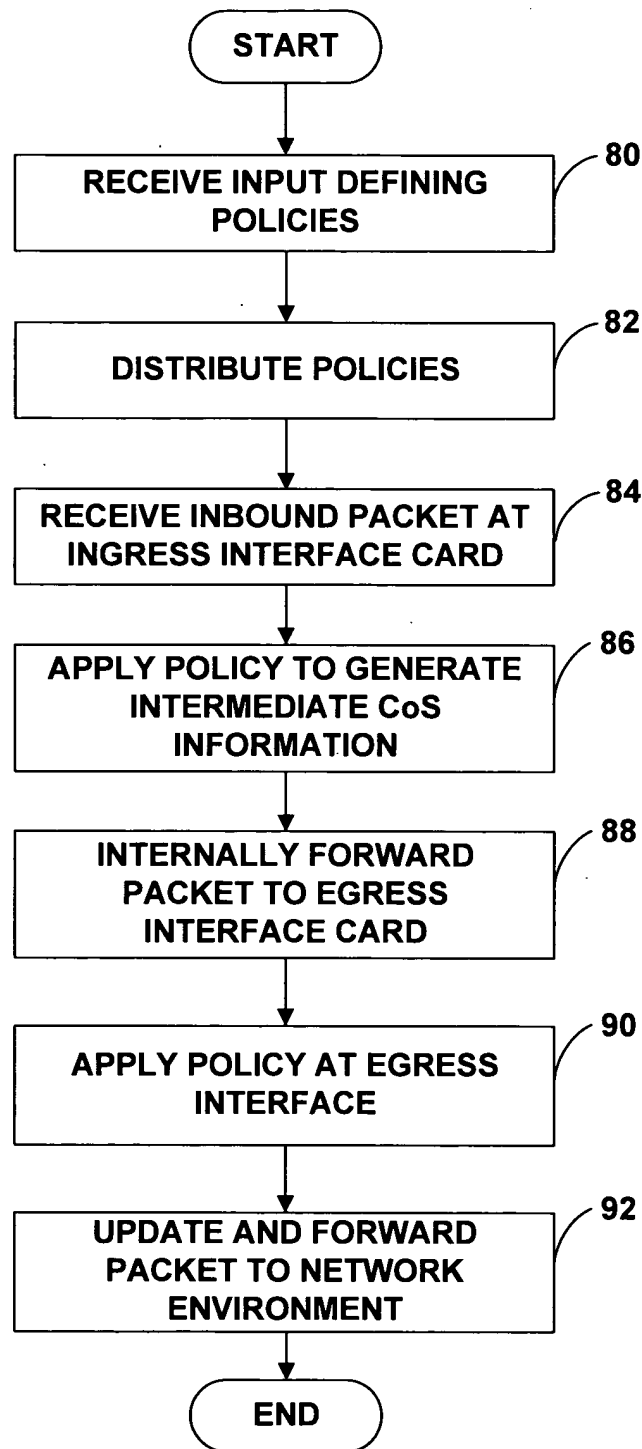 START
80
RECEIVE INPUT DEFINING
POLICIES
82
DISTRIBUTE POLICIES
84
RECEIVE INBOUND PACKET AT
INGRESS INTERFACE CARD
86
APPLY POLICY TO GENERATE
INTERMEDIATE CoS
INFORMATION
88
INTERNALLY FORWARD
PACKET TO EGRESS
INTERFACE CARD
90
APPLY POLICY AT EGRESS
INTERFACE
92
UPDATE AND FORWARD
PACKET TO NETWORK
ENVIRONMENT
END